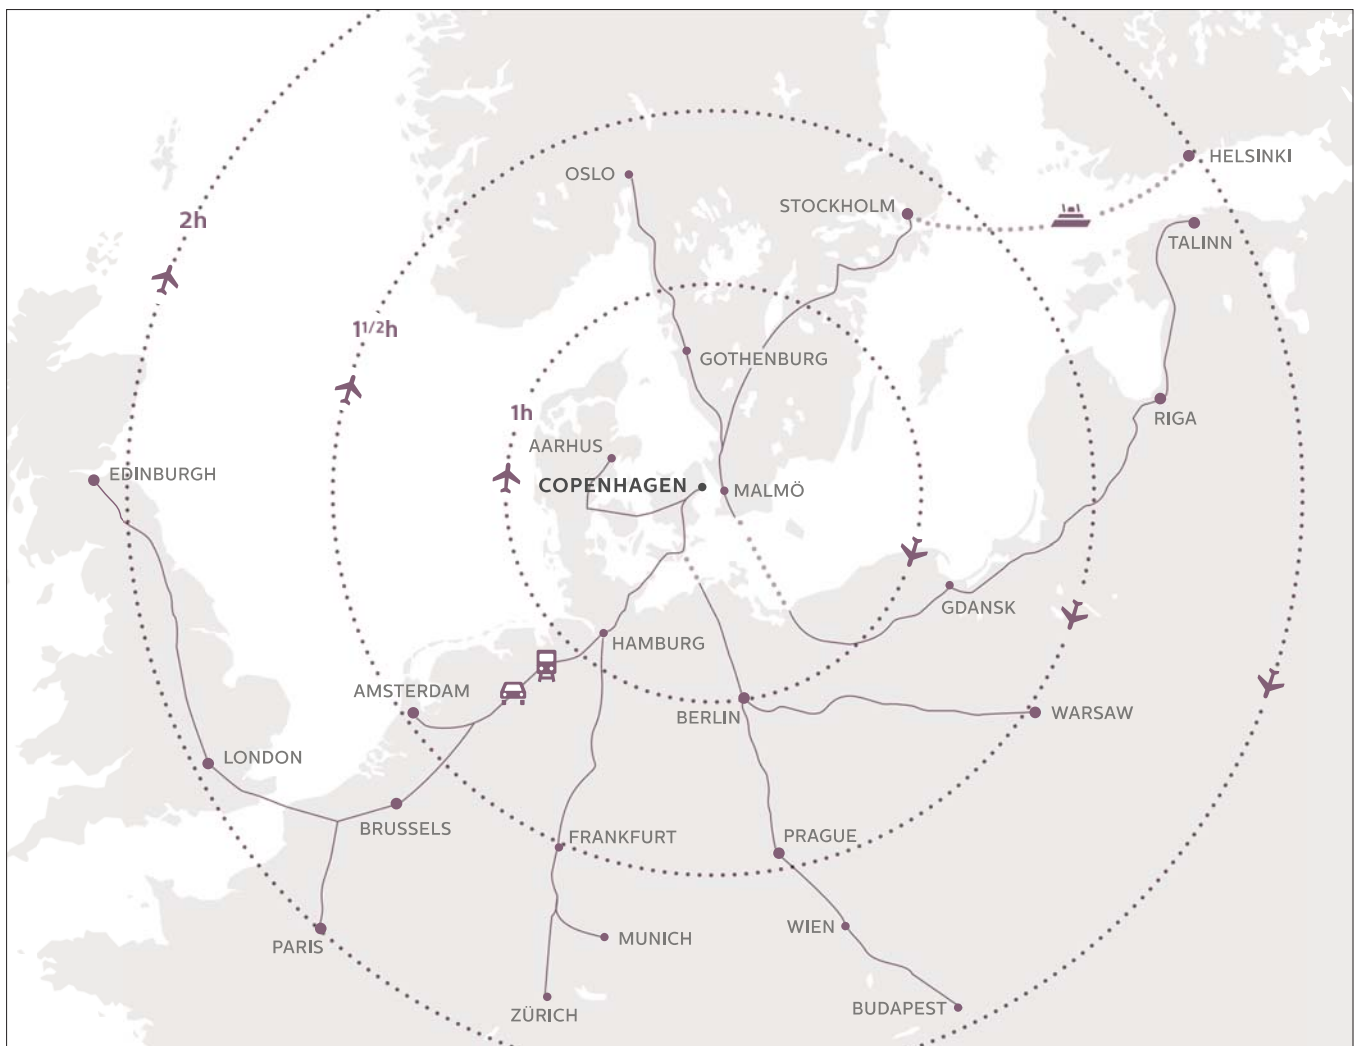 HELSINKI
OSLO
STOCKHOLM
2h
TALINN
1 1/2h
GOTHENBURG
1h
RIGA
AARHUS
EDINBURGH
COPENHAGEN
MALMÖ
GDANSK
HAMBURG
AMSTERDAM
BERLIN
WARSAW
LONDON
BRUSSELS
FRANKFURT
PRAGUE
WIEN
MUNICH
PARIS
BUDAPEST
ZÜRICH